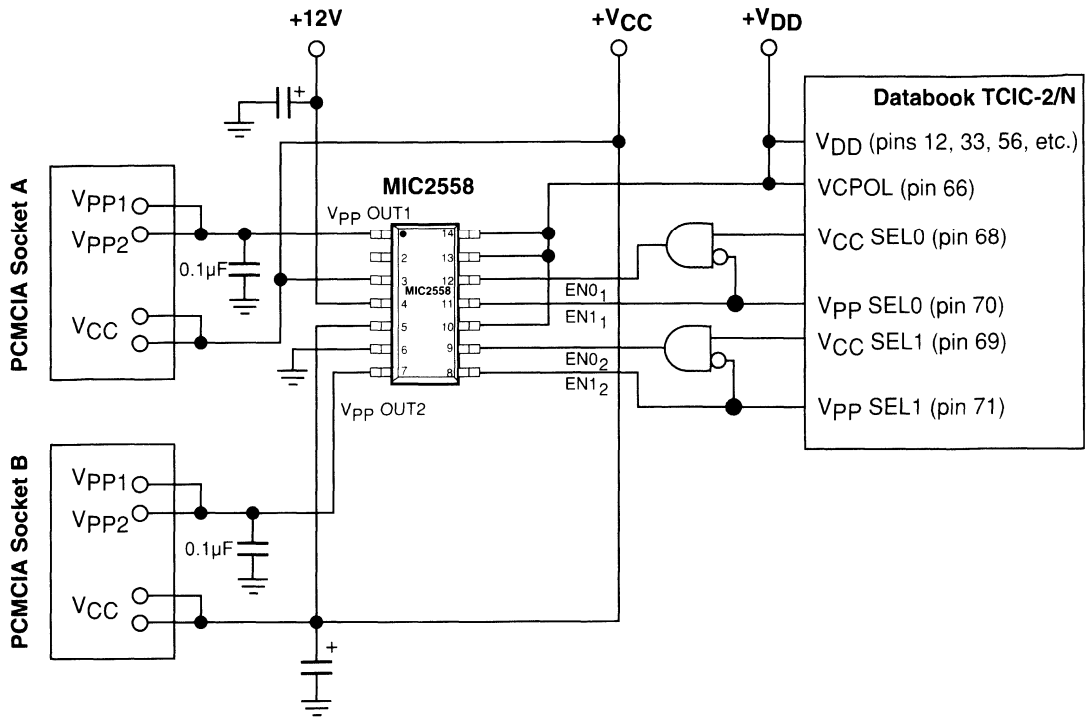 +12V
+VCC
+VDD
Databook TCIC-2/N
VDD (pins 12, 33, 56, etc.)
VCPOL (pin 66)
VCC SEL0 (pin 68)
VPP SEL0 (pin 70)
VCC SEL1 (pin 69)
VPP SEL1 (pin 71)
+
PCMCIA Socket A
VPP1
VPP2
VCC
0.1µF
MIC2558
VPP OUT1
MIC2558
2
3
4
5
6
7
14
13
12
11
10
9
8
EN01
EN11
EN02
EN12
VPP OUT2
PCMCIA Socket B
VPP1
VPP2
VCC
0.1µF
+